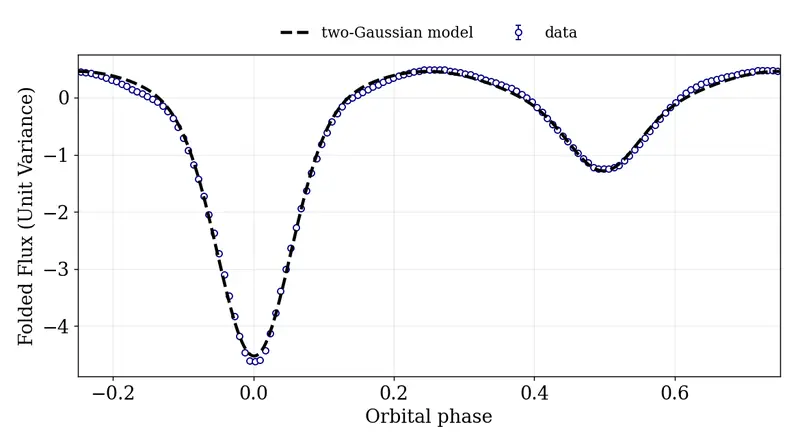 two-Gaussian model data
Folded Flux (Unit Variance)
0
−1
−2
−3
−4
−0.2 0.0 0.2 0.4 0.6
Orbital phase